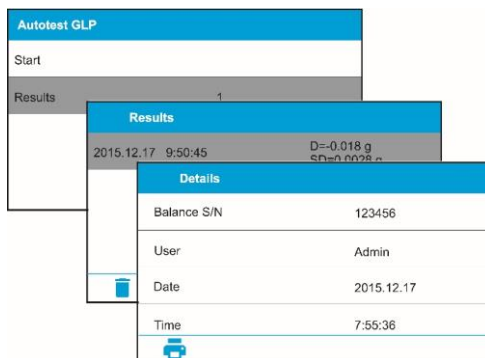 Autotest GLP
Start
Results 1
Results
2015.12.17 9:50:45 D=-0.018 g
SD=0.0028 g
Details
Balance S/N 123456
User Admin
Date 2015.12.17
Time 7:55:36